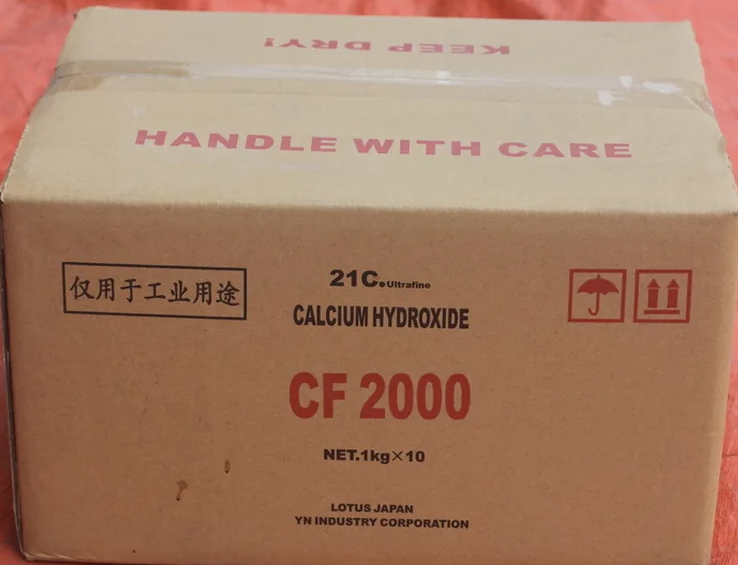 KEEP DRY!
HANDLE WITH CARE
仅用于工业用途
21C.Ultrafine
CALCIUM HYDROXIDE
CF 2000
NET.1kg×10
LOTUS JAPAN
YN INDUSTRY CORPORATION